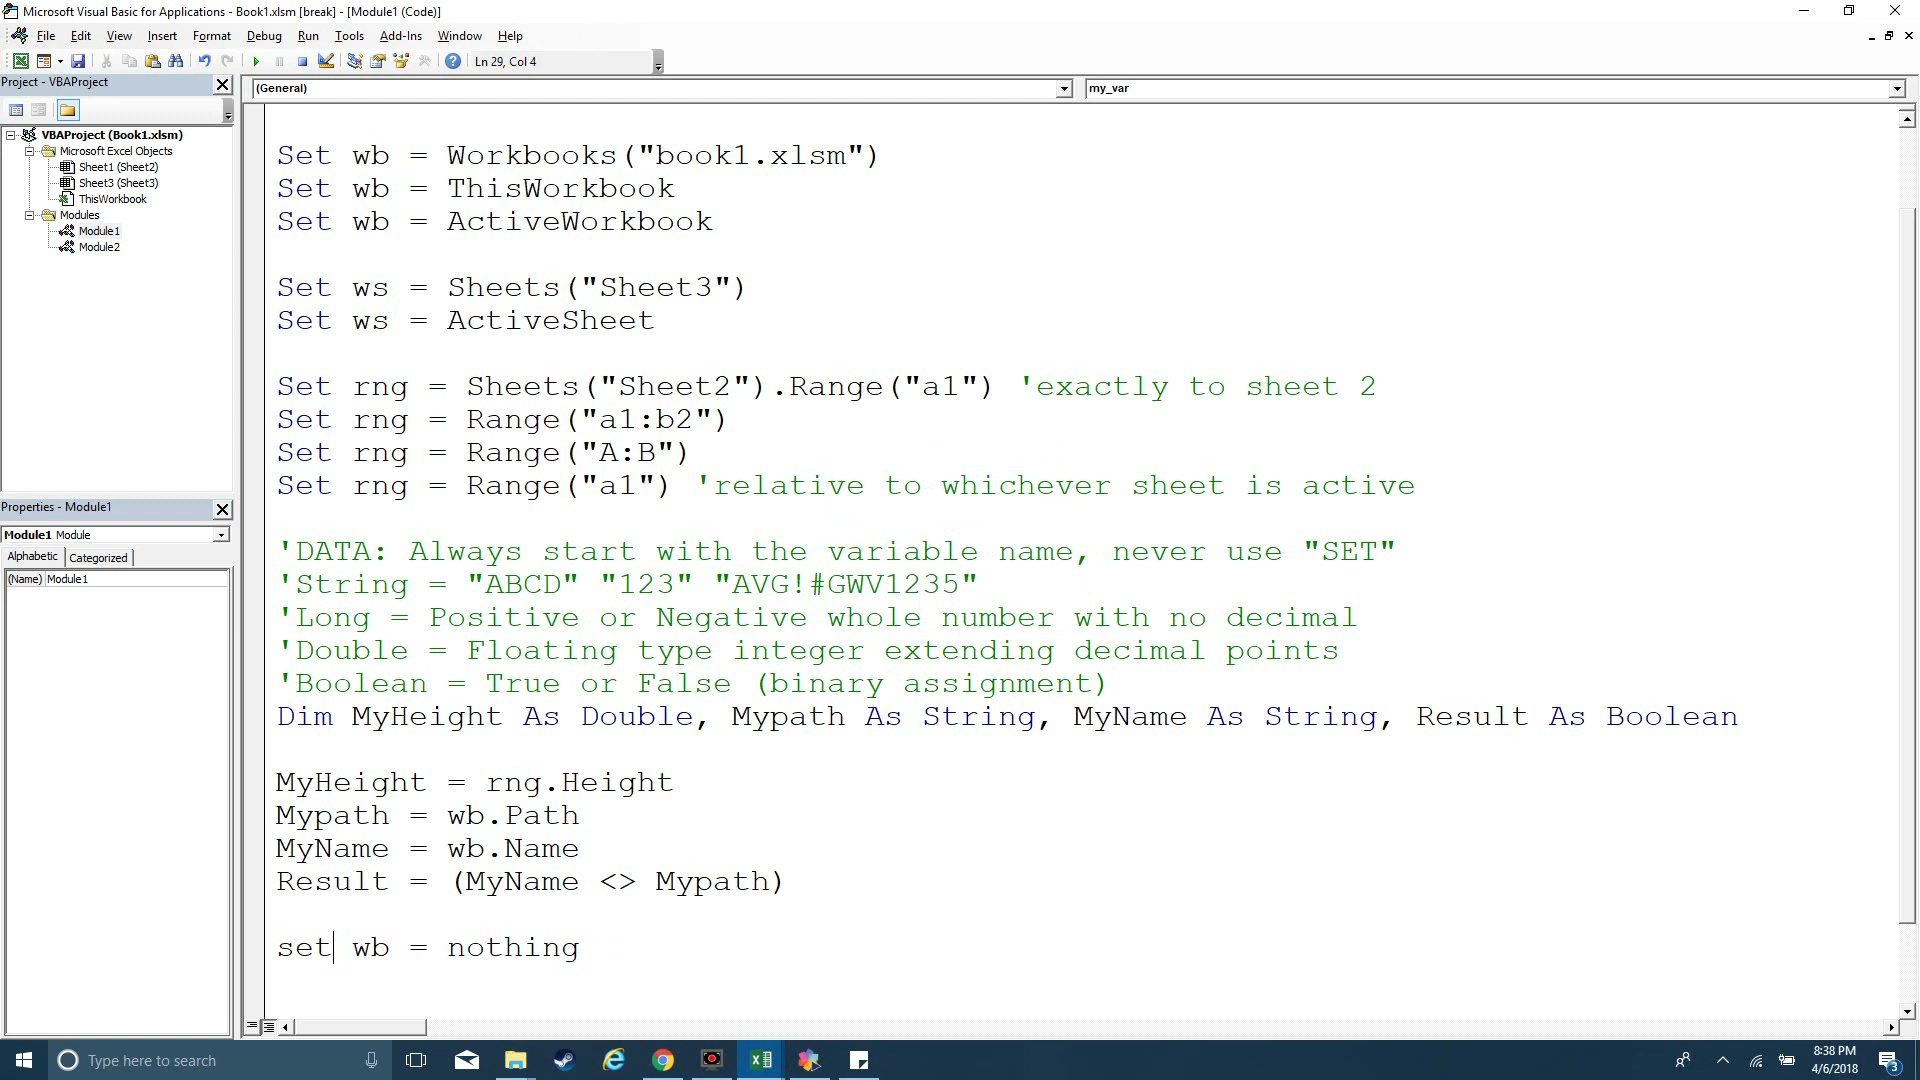 Microsoft Visual Basic for Applications - Book1.xlsm [break] - [Module1 (Code)]
File Edit View Insert Format Debug Run Tools Add-Ins Window Help
Ln 29, Col 4
Project - VBAProject
(General) my_var
VBAProject (Book1.xlsm)
Microsoft Excel Objects
Sheet1 (Sheet2)
Sheet3 (Sheet3)
ThisWorkbook
Modules
Module1
Module2
Properties - Module1
Module1 Module
Alphabetic Categorized
(Name) Module1
Set wb = Workbooks("book1.xlsm")
Set wb = ThisWorkbook
Set wb = ActiveWorkbook
Set ws = Sheets("Sheet3")
Set ws = ActiveSheet
Set rng = Sheets("Sheet2").Range("a1") 'exactly to sheet 2
Set rng = Range("a1:b2")
Set rng = Range("A:B")
Set rng = Range("a1") 'relative to whichever sheet is active
'DATA: Always start with the variable name, never use "SET"
'String = "ABCD" "123" "AVG!#GWV1235"
'Long = Positive or Negative whole number with no decimal
'Double = Floating type integer extending decimal points
'Boolean = True or False (binary assignment)
Dim MyHeight As Double, Mypath As String, MyName As String, Result As Boolean
MyHeight = rng.Height
Mypath = wb.Path
MyName = wb.Name
Result = (MyName <> Mypath)
set wb = nothing
Type here to search
8:38 PM
4/6/2018
3